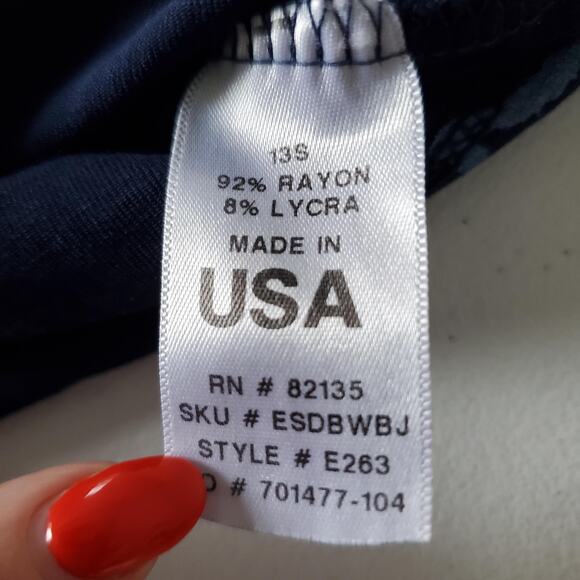 13S
92% RAYON
8% LYCRA
MADE IN
USA
RN # 82135
SKU # ESDBWBJ
STYLE # E263
# 701477-104